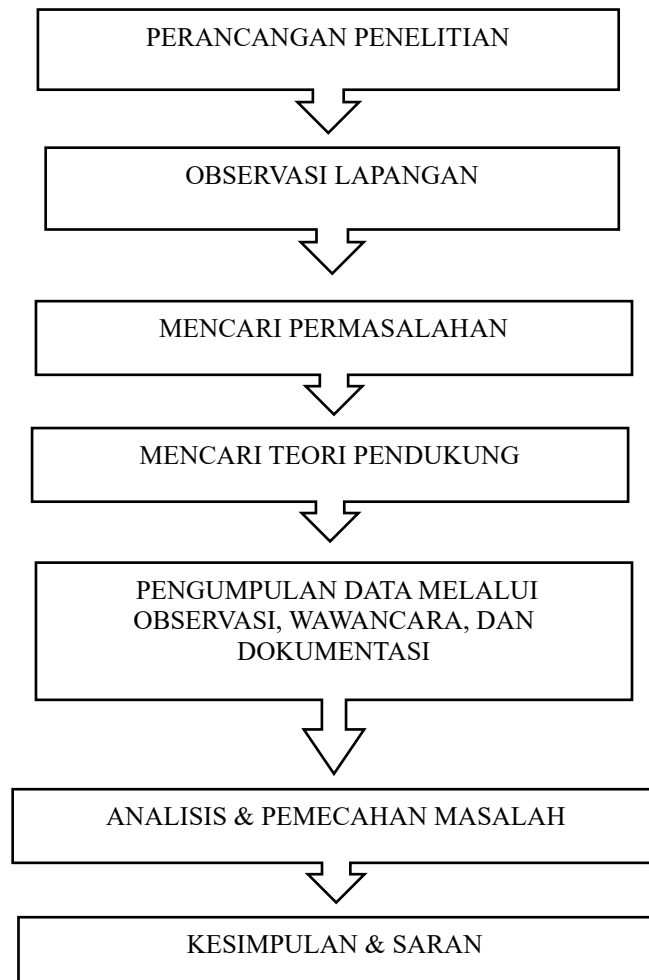 PERANCANGAN PENELITIAN
OBSERVASI LAPANGAN
MENCARI PERMASALAHAN
MENCARI TEORI PENDUKUNG
PENGUMPULAN DATA MELALUI
OBSERVASI, WAWANCARA, DAN
DOKUMENTASI
ANALISIS & PEMECAHAN MASALAH
KESIMPULAN & SARAN